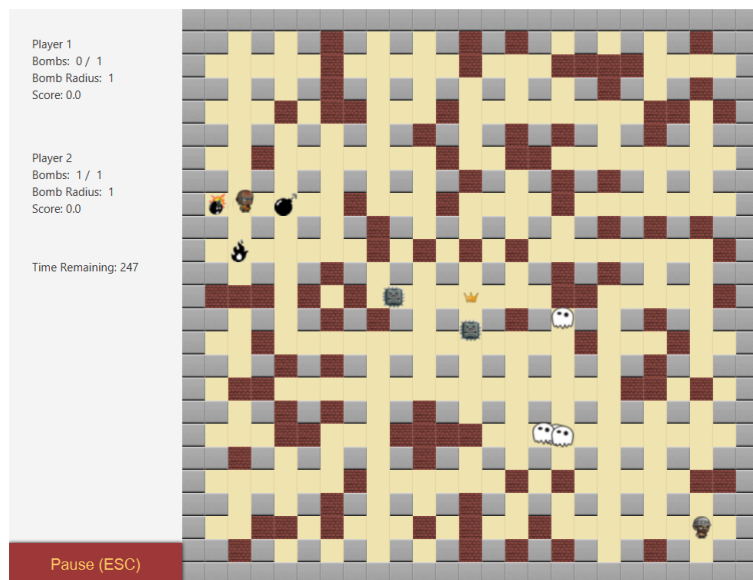 Player 1
Bombs: 0 / 1
Bomb Radius: 1
Score: 0.0
Player 2
Bombs: 1 / 1
Bomb Radius: 1
Score: 0.0
Time Remaining: 247
Pause (ESC)